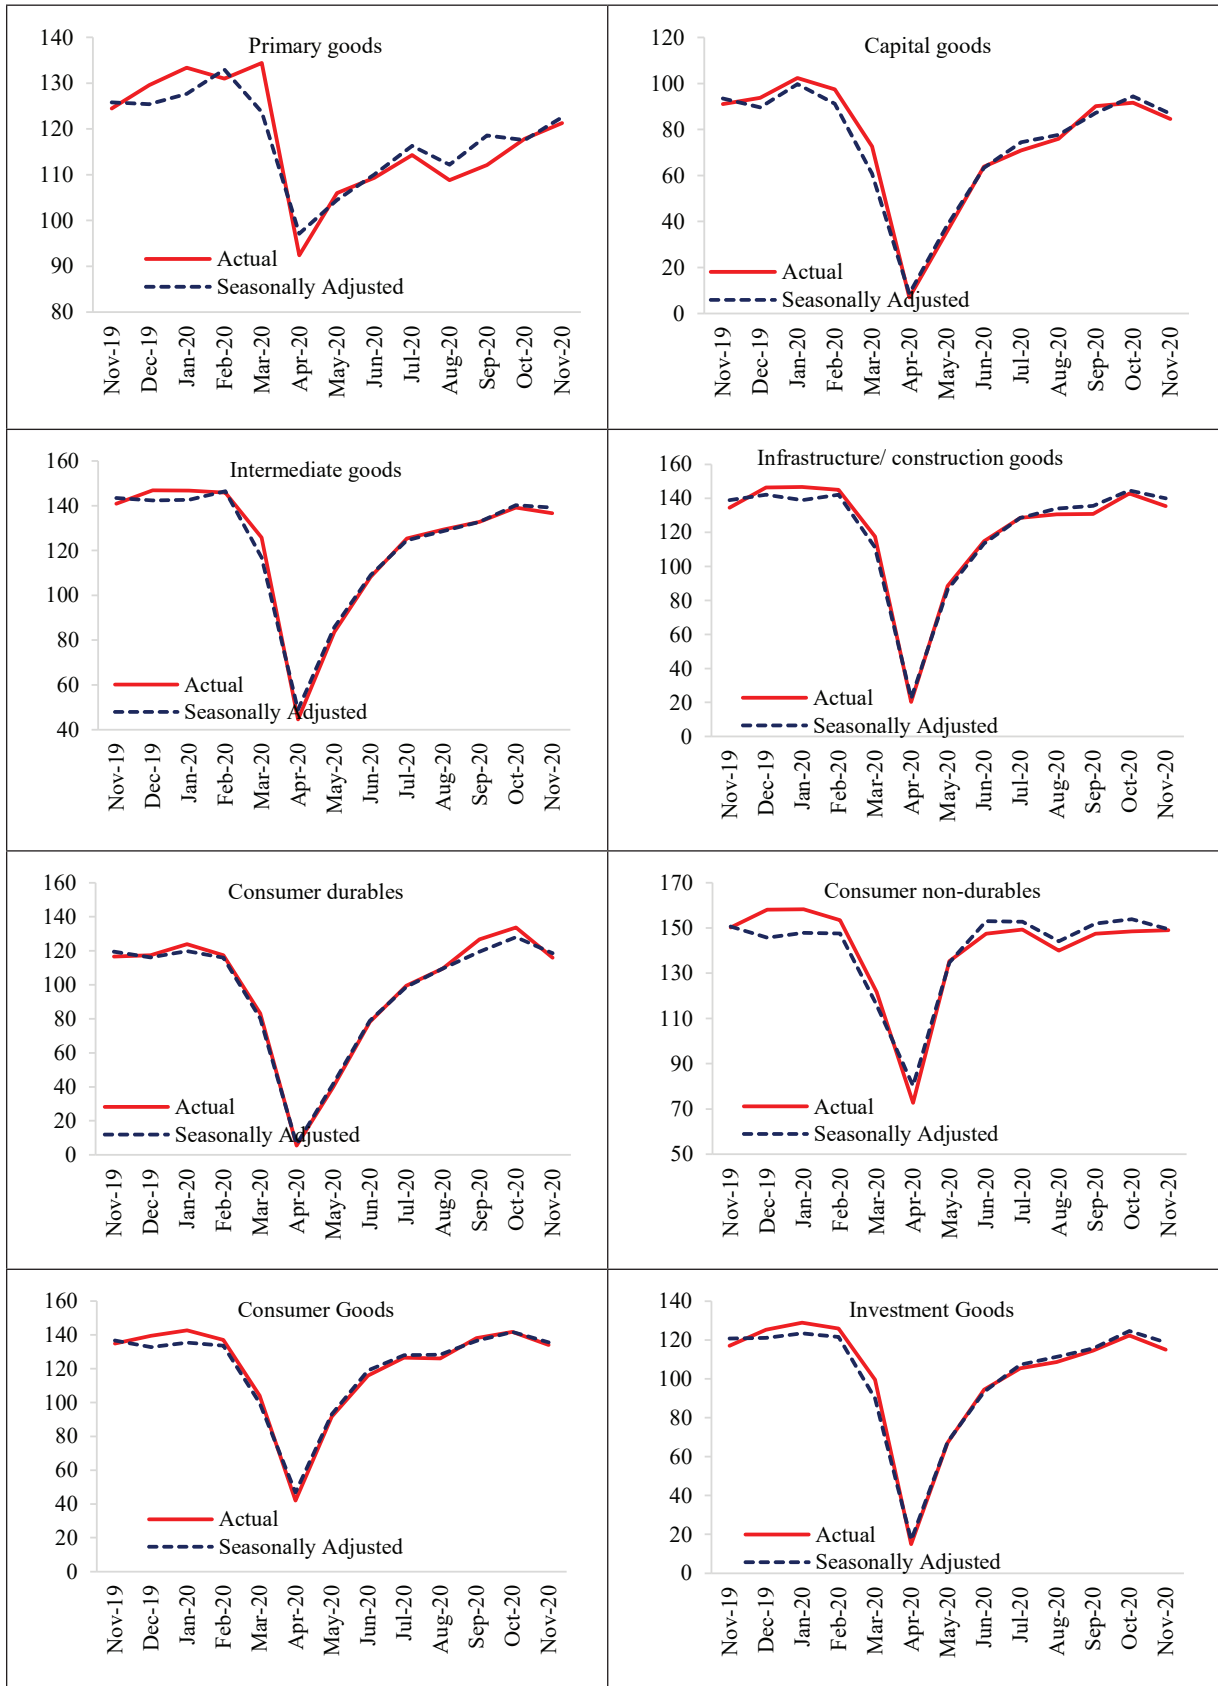 Primary goods
140
130
120
110
100
90
80
Actual
Seasonally Adjusted
Nov-19
Dec-19
Jan-20
Feb-20
Mar-20
Apr-20
May-20
Jun-20
Jul-20
Aug-20
Sep-20
Oct-20
Nov-20
Capital goods
120
100
80
60
40
20
0
Actual
Seasonally Adjusted
Nov-19
Dec-19
Jan-20
Feb-20
Mar-20
Apr-20
May-20
Jun-20
Jul-20
Aug-20
Sep-20
Oct-20
Nov-20
Intermediate goods
160
140
120
100
80
60
40
Actual
Seasonally Adjusted
Nov-19
Dec-19
Jan-20
Feb-20
Mar-20
Apr-20
May-20
Jun-20
Jul-20
Aug-20
Sep-20
Oct-20
Nov-20
Infrastructure/ construction goods
160
140
120
100
80
60
40
20
0
Actual
Seasonally Adjusted
Nov-19
Dec-19
Jan-20
Feb-20
Mar-20
Apr-20
May-20
Jun-20
Jul-20
Aug-20
Sep-20
Oct-20
Nov-20
Consumer durables
160
140
120
100
80
60
40
20
0
Actual
Seasonally Adjusted
Nov-19
Dec-19
Jan-20
Feb-20
Mar-20
Apr-20
May-20
Jun-20
Jul-20
Aug-20
Sep-20
Oct-20
Nov-20
Consumer non-durables
170
150
130
110
90
70
50
Actual
Seasonally Adjusted
Nov-19
Dec-19
Jan-20
Feb-20
Mar-20
Apr-20
May-20
Jun-20
Jul-20
Aug-20
Sep-20
Oct-20
Nov-20
Consumer Goods
160
140
120
100
80
60
40
20
0
Actual
Seasonally Adjusted
Nov-19
Dec-19
Jan-20
Feb-20
Mar-20
Apr-20
May-20
Jun-20
Jul-20
Aug-20
Sep-20
Oct-20
Nov-20
Investment Goods
140
120
100
80
60
40
20
0
Actual
Seasonally Adjusted
Nov-19
Dec-19
Jan-20
Feb-20
Mar-20
Apr-20
May-20
Jun-20
Jul-20
Aug-20
Sep-20
Oct-20
Nov-20